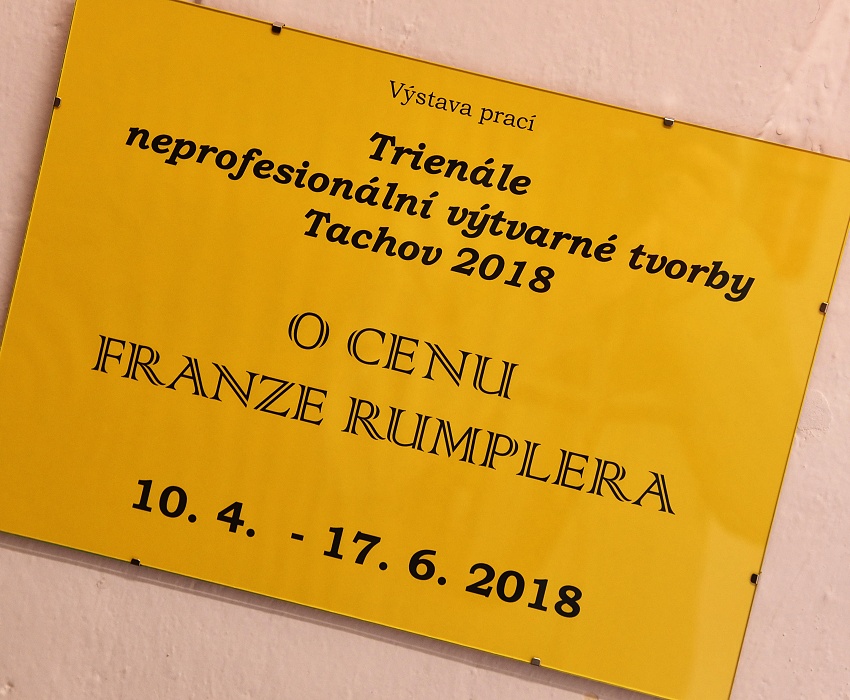 Výstava prací
Trienále
neprofesionální výtvarné tvorby
Tachov 2018
O CENU
FRANZE RUMPLERA
10. 4. - 17. 6. 2018